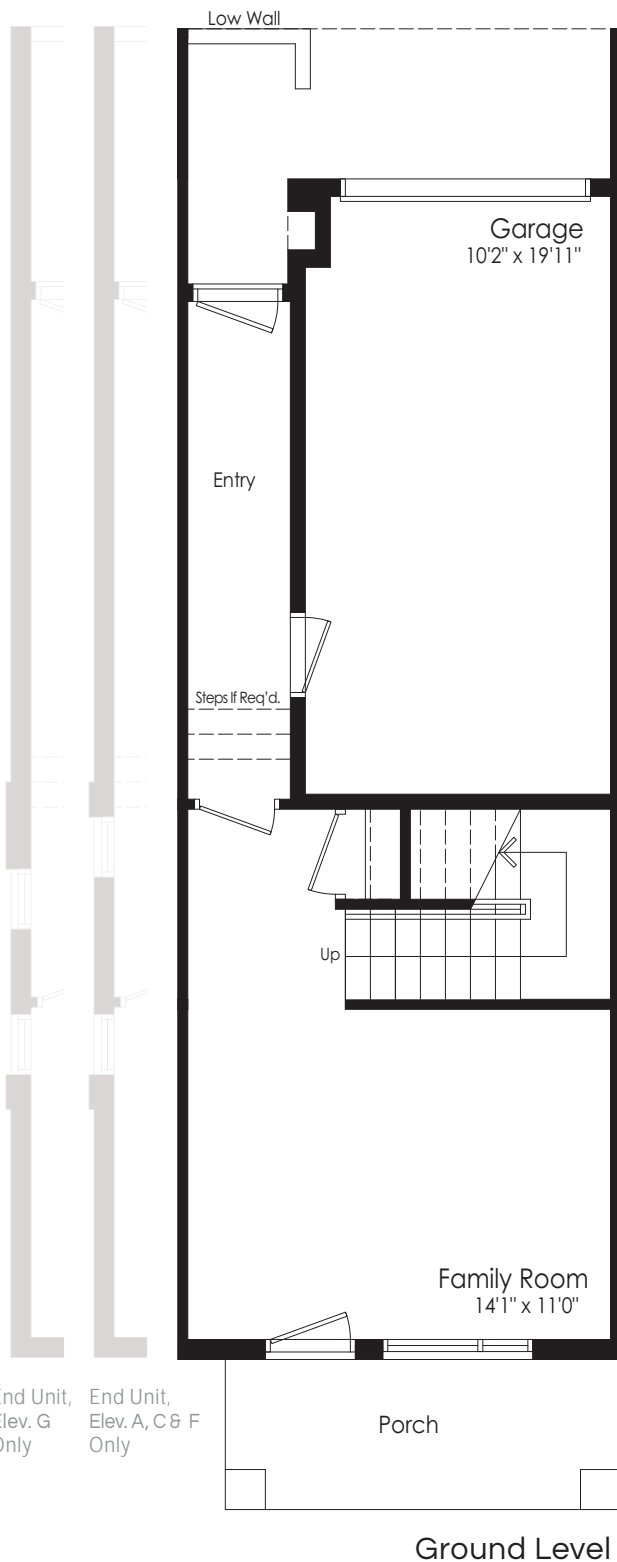 Low Wall
Garage
10'2" x 19'11"
Entry
Steps If Req'd.
Up
Family Room
14'1" x 11'0"
End Unit,
Elev. G
Only
End Unit,
Elev. A, C & F
Only
Porch
Ground Level